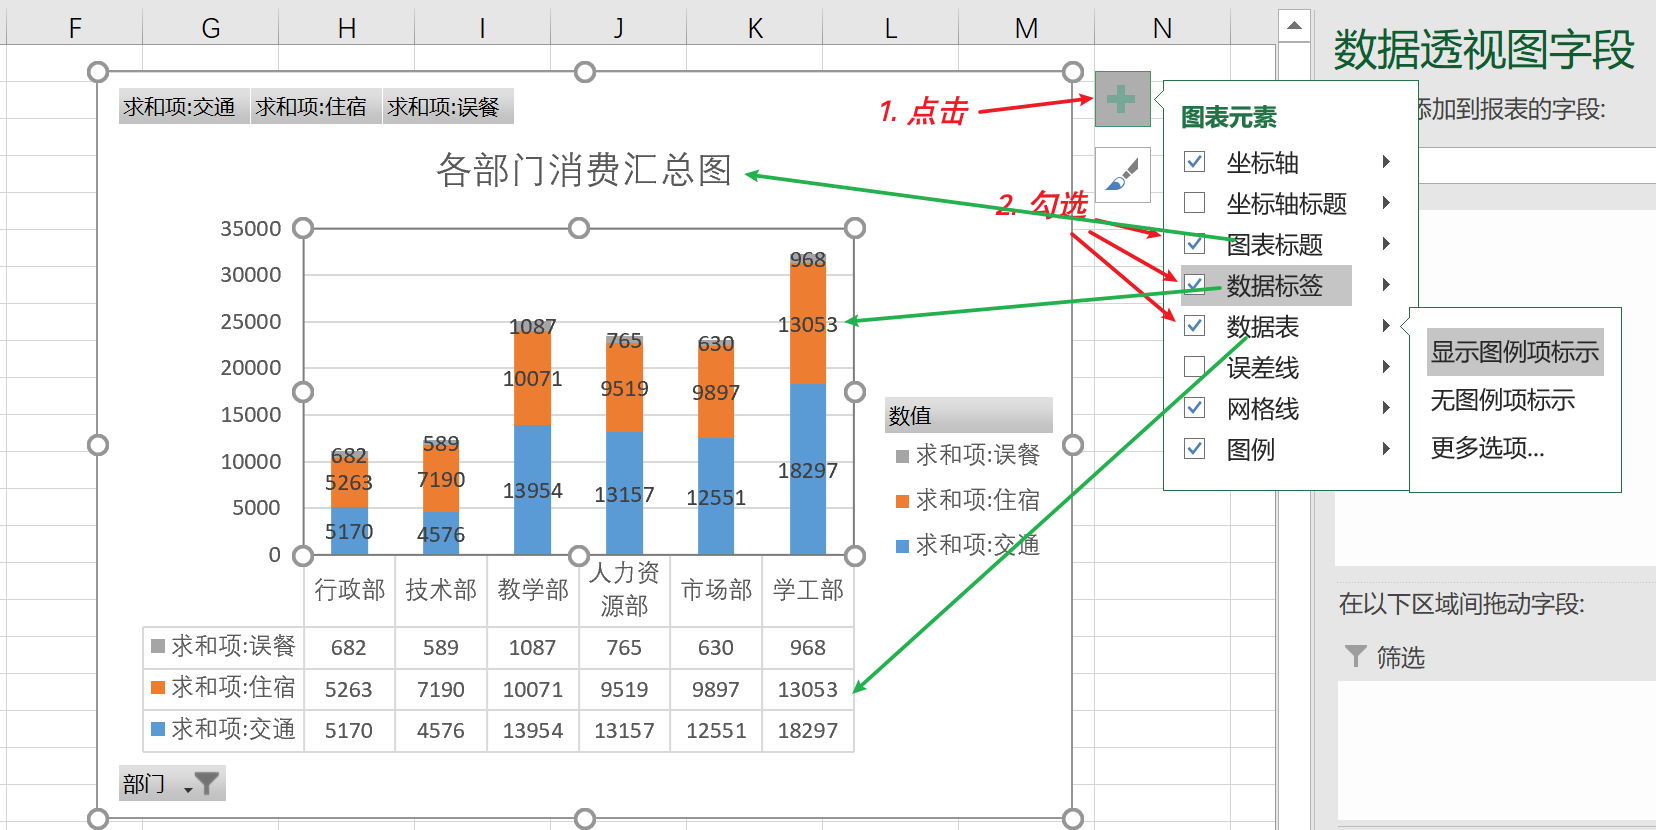 F G H I J K L M N
数据透视图字段
添加到报表的字段:
求和项:交通 求和项:住宿 求和项:误餐
1. 点击
各部门消费汇总图
2. 勾选
图表元素
坐标轴
坐标轴标题
图表标题
数据标签
数据表
误差线
网格线
图例
显示图例项标示
无图例项标示
更多选项...
35000
30000
25000
20000
15000
10000
5000
0
682 589 1087 765 630 968
5263 7190 10071 9519 9897 13053
5170 4576 13954 13157 12551 18297
数值
求和项:误餐
求和项:住宿
求和项:交通
行政部 技术部 教学部 人力资源部 市场部 学工部
求和项:误餐 682 589 1087 765 630 968
求和项:住宿 5263 7190 10071 9519 9897 13053
求和项:交通 5170 4576 13954 13157 12551 18297
部门
在以下区域间拖动字段:
筛选